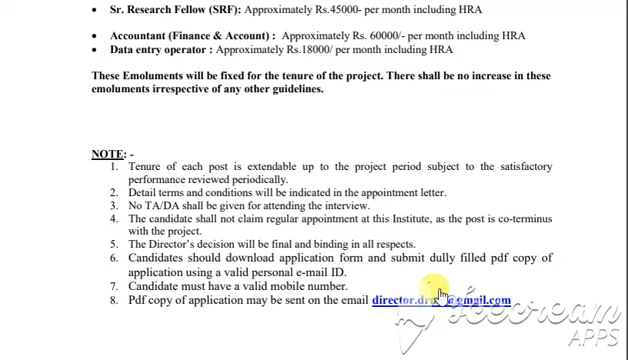 • Sr. Research Fellow (SRF): Approximately Rs.45000- per month including HRA
• Accountant (Finance & Account) : Approximately Rs. 60000/- per month including HRA
• Data entry operator : Approximately Rs.18000/ per month including HRA
These Emoluments will be fixed for the tenure of the project. There shall be no increase in these
emoluments irrespective of any other guidelines.
NOTE: -
1. Tenure of each post is extendable up to the project period subject to the satisfactory
performance reviewed periodically.
2. Detail terms and conditions will be indicated in the appointment letter.
3. No TA/DA shall be given for attending the interview.
4. The candidate shall not claim regular appointment at this Institute, as the post is co-terminus
with the project.
5. The Director's decision will be final and binding in all respects.
6. Candidates should download application form and submit dully filled pdf copy of
application using a valid personal e-mail ID.
7. Candidate must have a valid mobile number.
8. Pdf copy of application may be sent on the email @gmail.com
Icecream
APPS